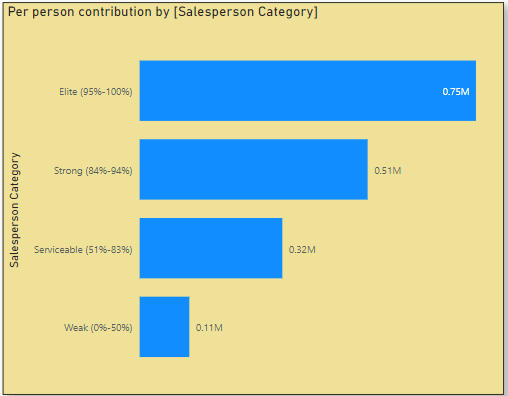 Per person contribution by [Salesperson Category]
Salesperson Category
Elite (95%-100%)
0.75M
Strong (84%-94%)
0.51M
Serviceable (51%-83%)
0.32M
Weak (0%-50%)
0.11M